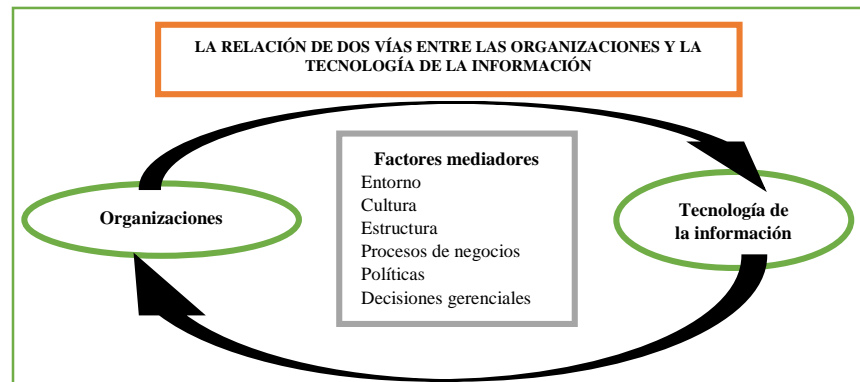 LA RELACIÓN DE DOS VÍAS ENTRE LAS ORGANIZACIONES Y LA
TECNOLOGÍA DE LA INFORMACIÓN
Organizaciones
Factores mediadores
Entorno
Cultura
Estructura
Procesos de negocios
Políticas
Decisiones gerenciales
Tecnología de
la información